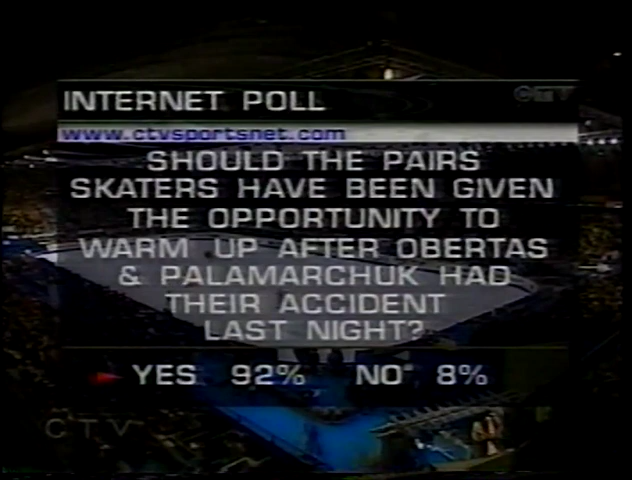 INTERNET POLL
CTV
www.ctvsportsnet.com
SHOULD THE PAIRS
SKATERS HAVE BEEN GIVEN
THE OPPORTUNITY TO
WARM UP AFTER OBERTAS
& PALAMARCHUK HAD
THEIR ACCIDENT
LAST NIGHT?
YES 92% NO 8%
CTV